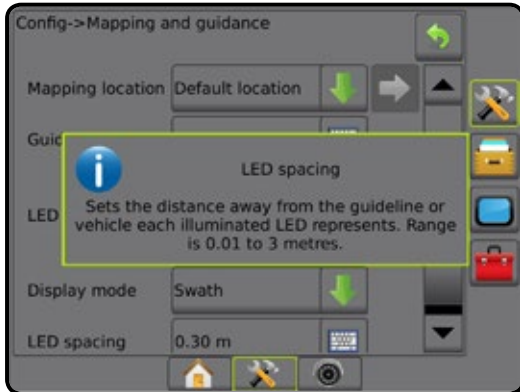 Config->Mapping and guidance
Mapping location Default location
LED spacing
Sets the distance away from the guideline or
vehicle each illuminated LED represents. Range
is 0.01 to 3 metres.
LED
Display mode Swath
LED spacing 0.30 m